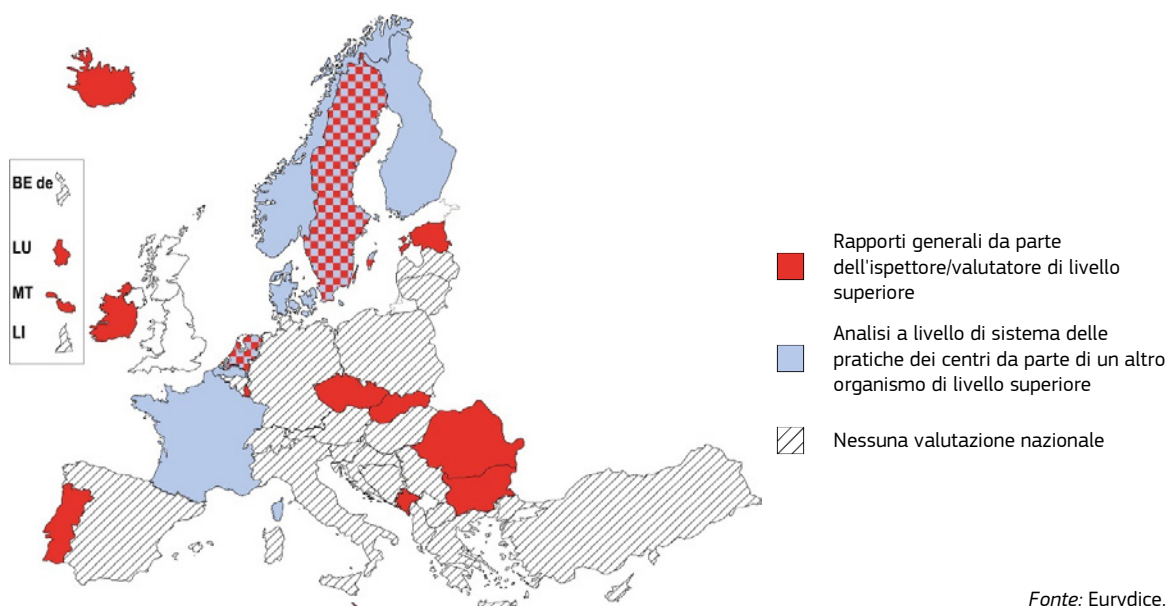 BE de
LU
MT
LI
Rapporti generali da parte
dell'ispettore/valutatore di livello
superiore
Analisi a livello di sistema delle
pratiche dei centri da parte di un altro
organismo di livello superiore
Nessuna valutazione nazionale
Fonte: Eurydice.